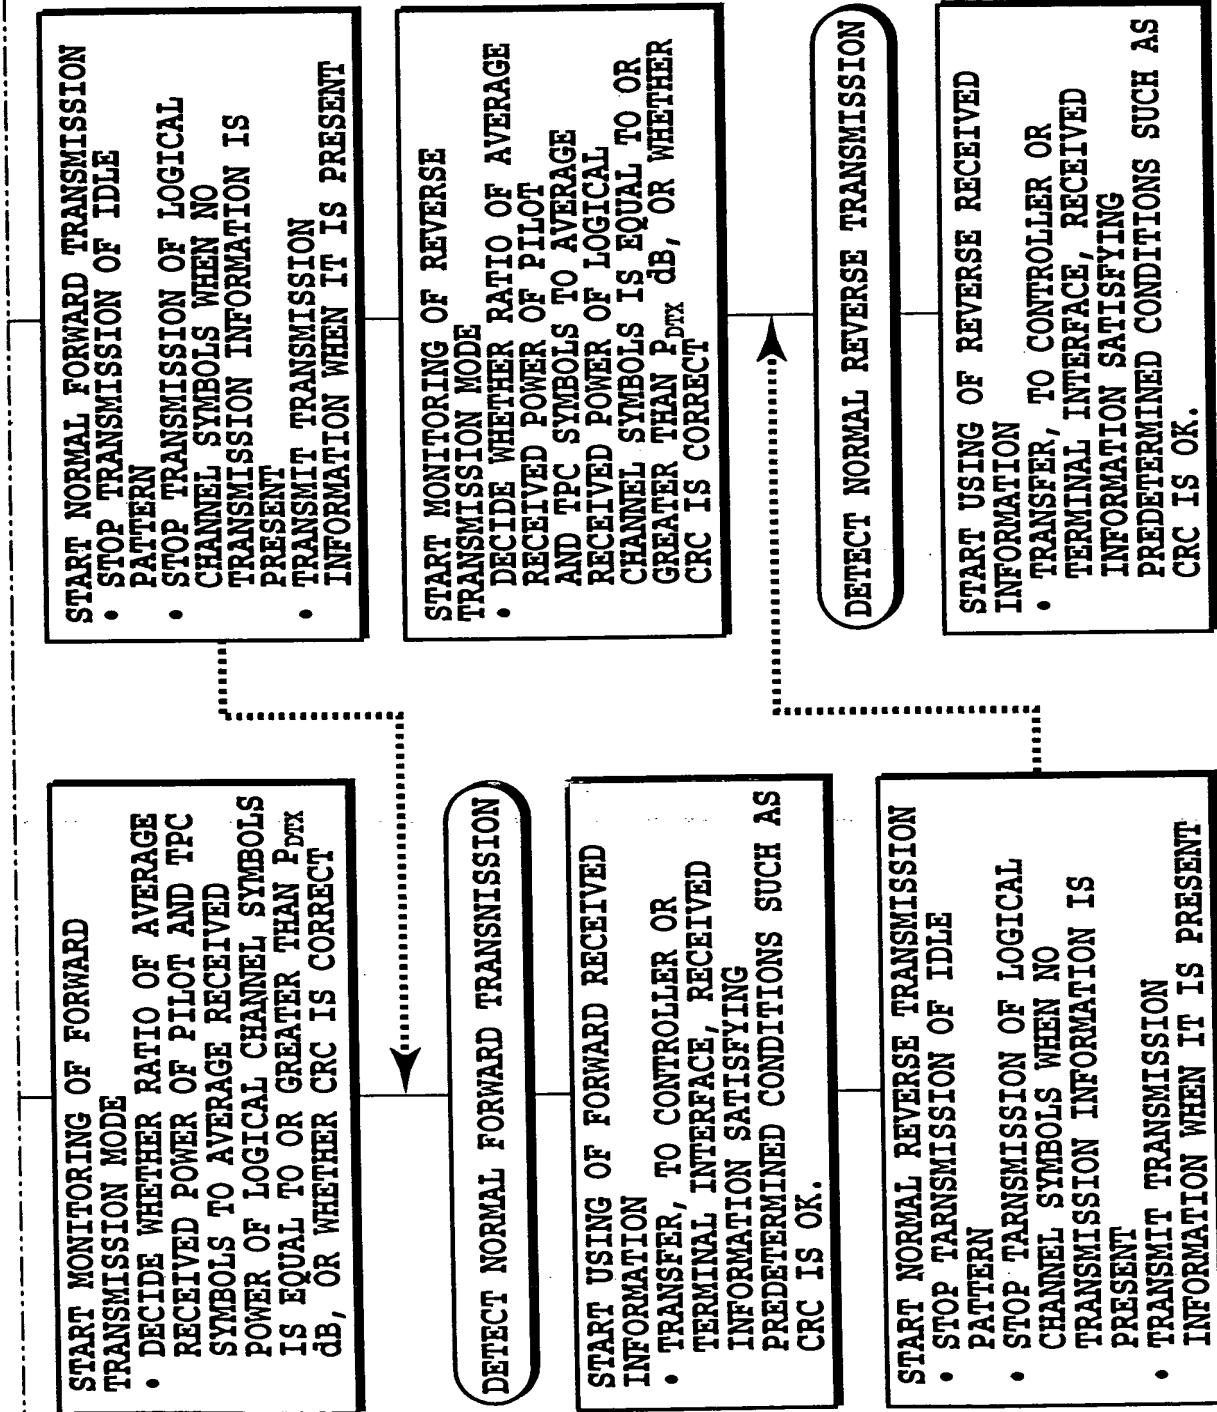 START MONITORING OF FORWARD
TRANSMISSION MODE
• DECIDE WHETHER RATIO OF AVERAGE
RECEIVED POWER OF PILOT AND TPC
SYMBOLS TO AVERAGE RECEIVED
POWER OF LOGICAL CHANNEL SYMBOLS
IS EQUAL TO OR GREATER THAN PDTX
dB, OR WHETHER CRC IS CORRECT
DETECT NORMAL FORWARD TRANSNISSION
START USING OF FORWARD RECEIVED
INFORMATION
• TRANSFER, TO CONTROLLER OR
TERMINAL INTERFACE, RECEIVED
INFORMATION SATISFYING
PREDETERMINED CONDITIONS SUCH AS
CRC IS OK.
START NORMAL REVERSE TRANSMISSION
• STOP TARNSMISSION OF IDLE
PATTERN
• STOP TARNSMISSION OF LOGICAL
CHANNEL SYMBOLS WHEN NO
TRANSMISSION INFORMATION IS
PRESENT
• TRANSMIT TRANSMISSION
INFORMATION WHEN IT IS PRESENT
START NORMAL FORWARD TRANSMISSION
• STOP TRANSMISSION OF IDLE
PATTERN
• STOP TRANSMISSION OF LOGICAL
CHANNEL SYMBOLS WHEN NO
TRANSMISSION INFORMATION IS
PRESENT
• TRANSMIT TRANSMISSION
INFORMATION WHEN IT IS PRESENT
START MONITORING OF REVERSE
TRANSMISSION MODE
• DECIDE WHETHER RATIO OF AVERAGE
RECEIVED POWER OF PILOT
AND TPC SYMBOLS TO AVERAGE
RECEIVED POWER OF LOGICAL
CHANNEL SYMBOLS IS EQUAL TO OR
GREATER THAN PDTX dB, OR WHETHER
CRC IS CORRECT
DETECT NORMAL REVERSE TRANSMISSION
START USING OF REVERSE RECEIVED
INFORMATION
• TRANSFER, TO CONTROLLER OR
TERMINAL INTERFACE, RECEIVED
INFORMATION SATISFYING
PREDETERMINED CONDITIONS SUCH AS
CRC IS OK.